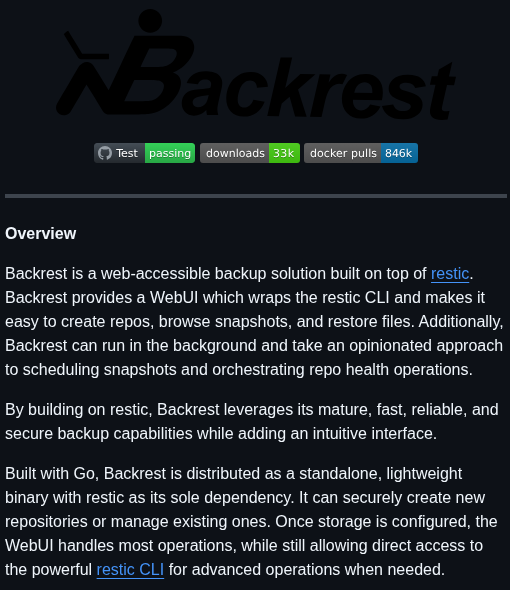 Backrest
Test passing downloads 33k docker pulls 846k
Overview
Backrest is a web-accessible backup solution built on top of restic.
Backrest provides a WebUI which wraps the restic CLI and makes it
easy to create repos, browse snapshots, and restore files. Additionally,
Backrest can run in the background and take an opinionated approach
to scheduling snapshots and orchestrating repo health operations.
By building on restic, Backrest leverages its mature, fast, reliable, and
secure backup capabilities while adding an intuitive interface.
Built with Go, Backrest is distributed as a standalone, lightweight
binary with restic as its sole dependency. It can securely create new
repositories or manage existing ones. Once storage is configured, the
WebUI handles most operations, while still allowing direct access to
the powerful restic CLI for advanced operations when needed.